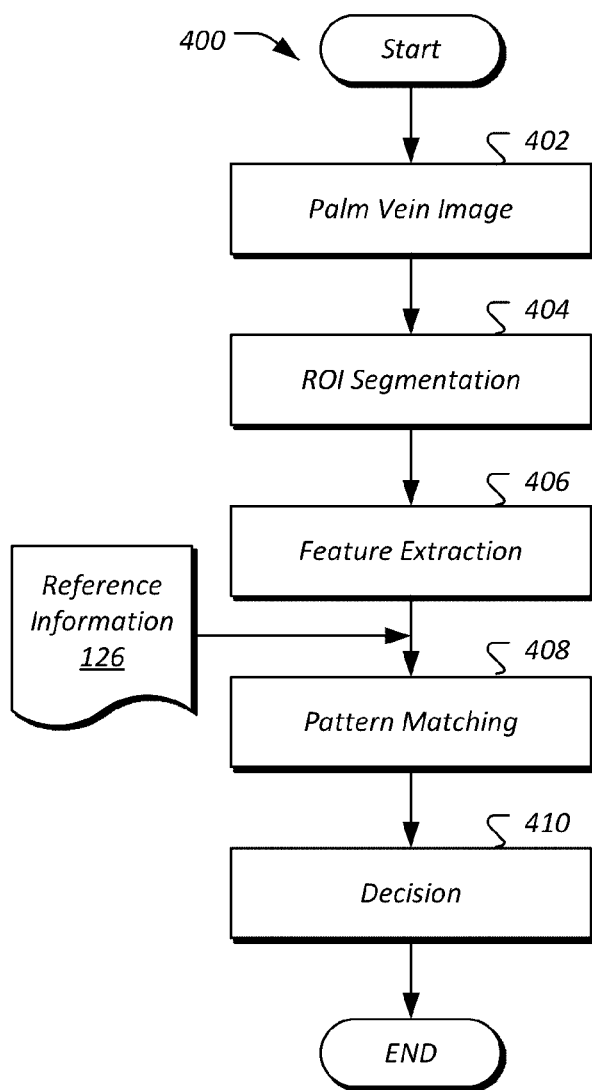 400
Start
402
Palm Vein Image
404
ROI Segmentation
406
Feature Extraction
Reference
Information
126
408
Pattern Matching
410
Decision
END